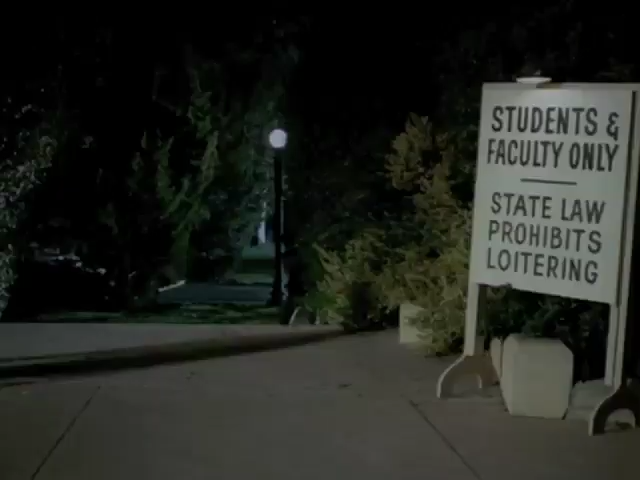 STUDENTS &
FACULTY ONLY
STATE LAW
PROHIBITS
LOITERING